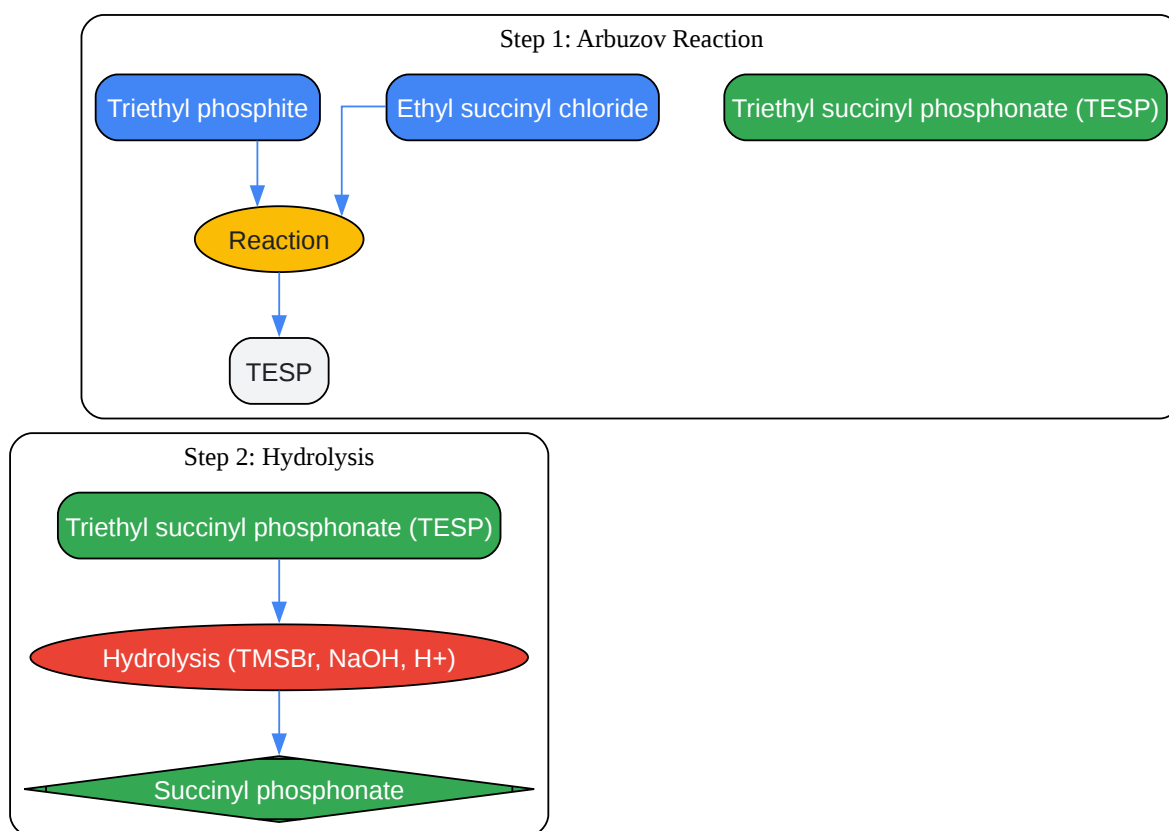 Step 1: Arbuzov Reaction
Triethyl phosphite
Ethyl succinyl chloride
Triethyl succinyl phosphonate (TESP)
Reaction
TESP
Step 2: Hydrolysis
Triethyl succinyl phosphonate (TESP)
Hydrolysis (TMSBr, NaOH, H+)
Succinyl phosphonate